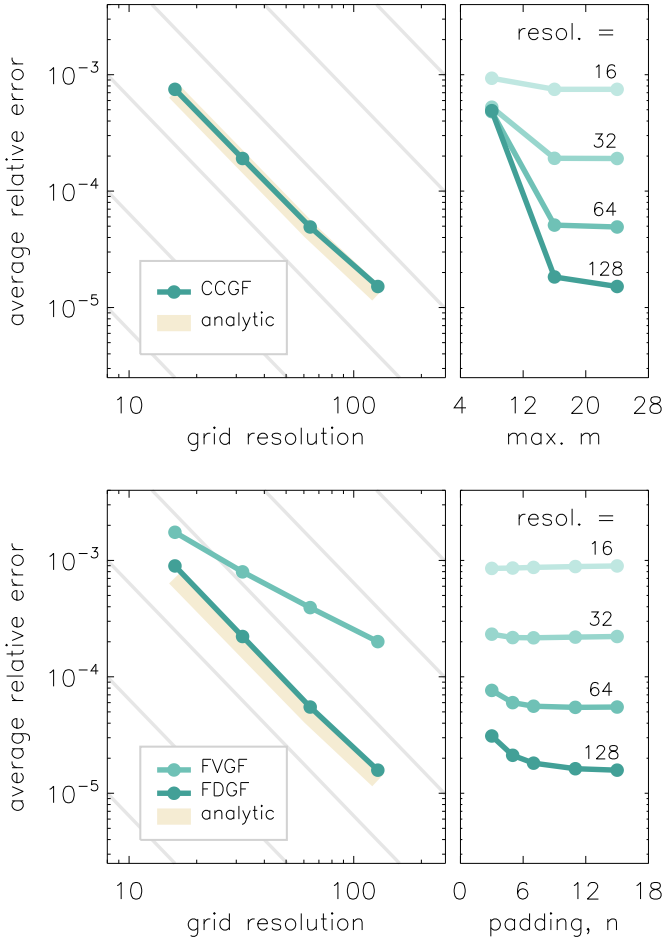 resol. =
16
32
64
128
average relative error
10^-3
10^-4
10^-5
CCGF
analytic
10 100
grid resolution
4 12 20 28
max. m
resol. =
16
32
64
128
average relative error
10^-3
10^-4
10^-5
FVGF
FDGF
analytic
10 100
grid resolution
0 6 12 18
padding, n